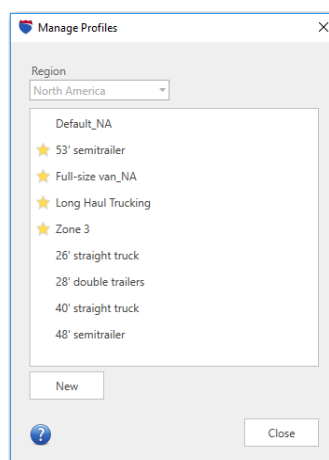 Manage Profiles
Region
North America
Default_NA
53' semitrailer
Full-size van_NA
Long Haul Trucking
Zone 3
26' straight truck
28' double trailers
40' straight truck
48' semitrailer
New
?
Close